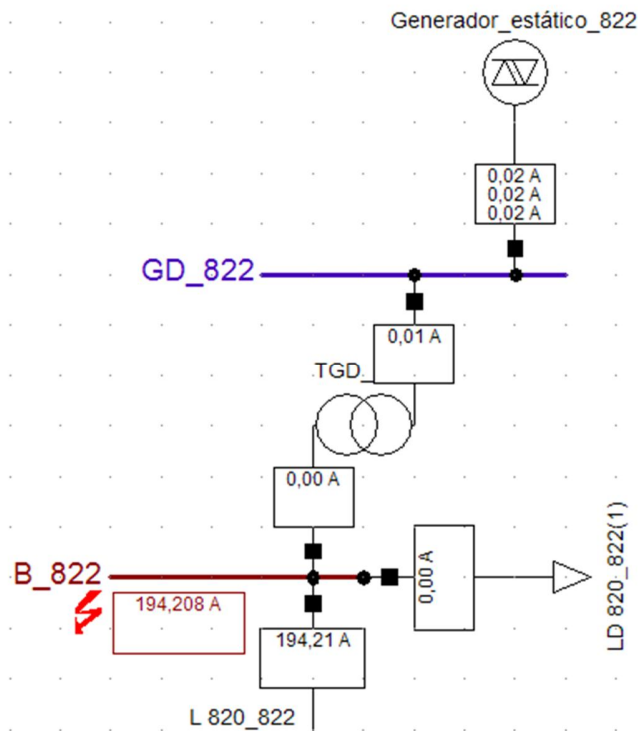 Generador_estático_822
0,02 A
0,02 A
0,02 A
GD_822
0,01 A
TGD_
0,00 A
B_822
0,00 A
LD 820_822(1)
194,208 A
194,21 A
L 820_822